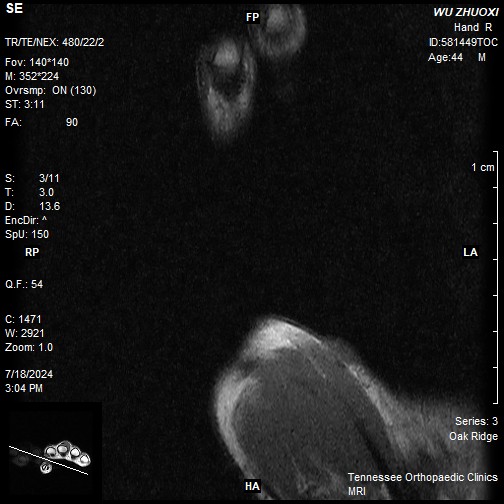 SE
FP
WU ZHUOXI
Hand R
ID:581449TOC
Age:44 M
TR/TE/NEX: 480/22/2
Fov: 140*140
M: 352*224
Ovrsmp: ON (130)
ST: 3:11
FA: 90
1 cm
S: 3/11
T: 3.0
D: 13.6
EncDir: ^
SpU: 150
RP
LA
Q.F.: 54
C: 1471
W: 2921
Zoom: 1.0
7/18/2024
3:04 PM
Series: 3
Oak Ridge
HA
Tennessee Orthopaedic Clinics
MRI